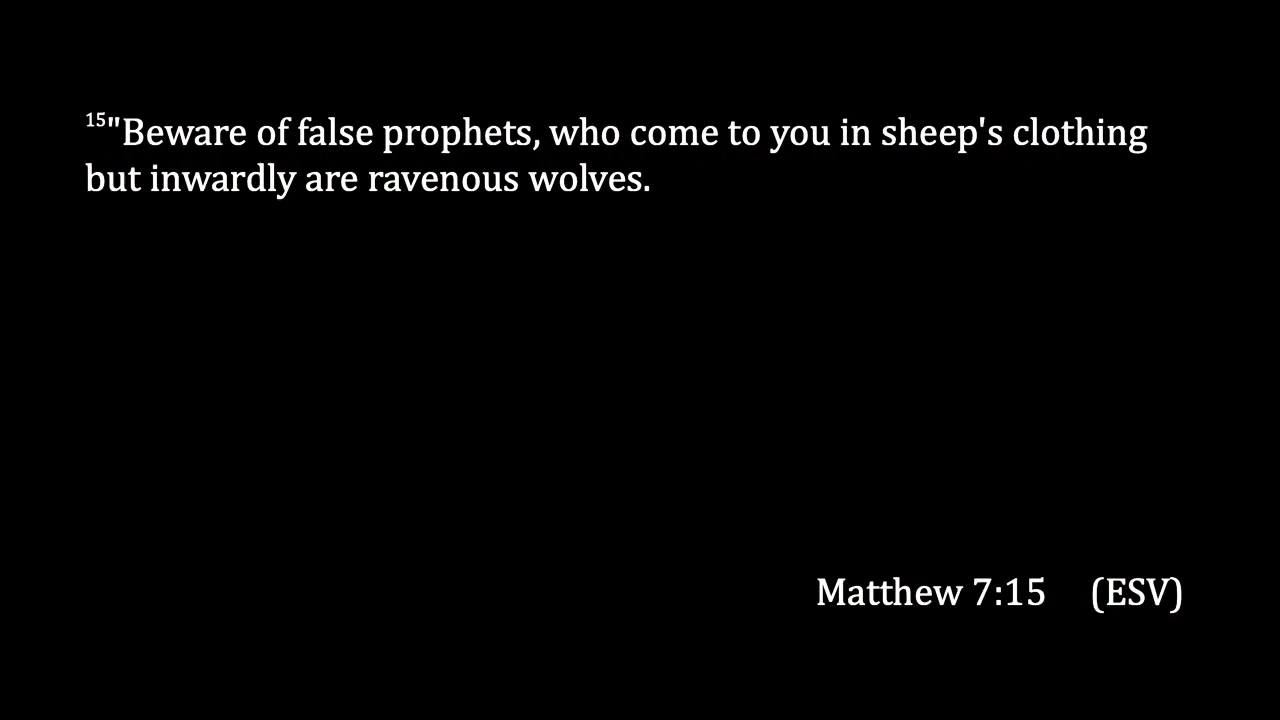 15"Beware of false prophets, who come to you in sheep's clothing
but inwardly are ravenous wolves.
Matthew 7:15 (ESV)